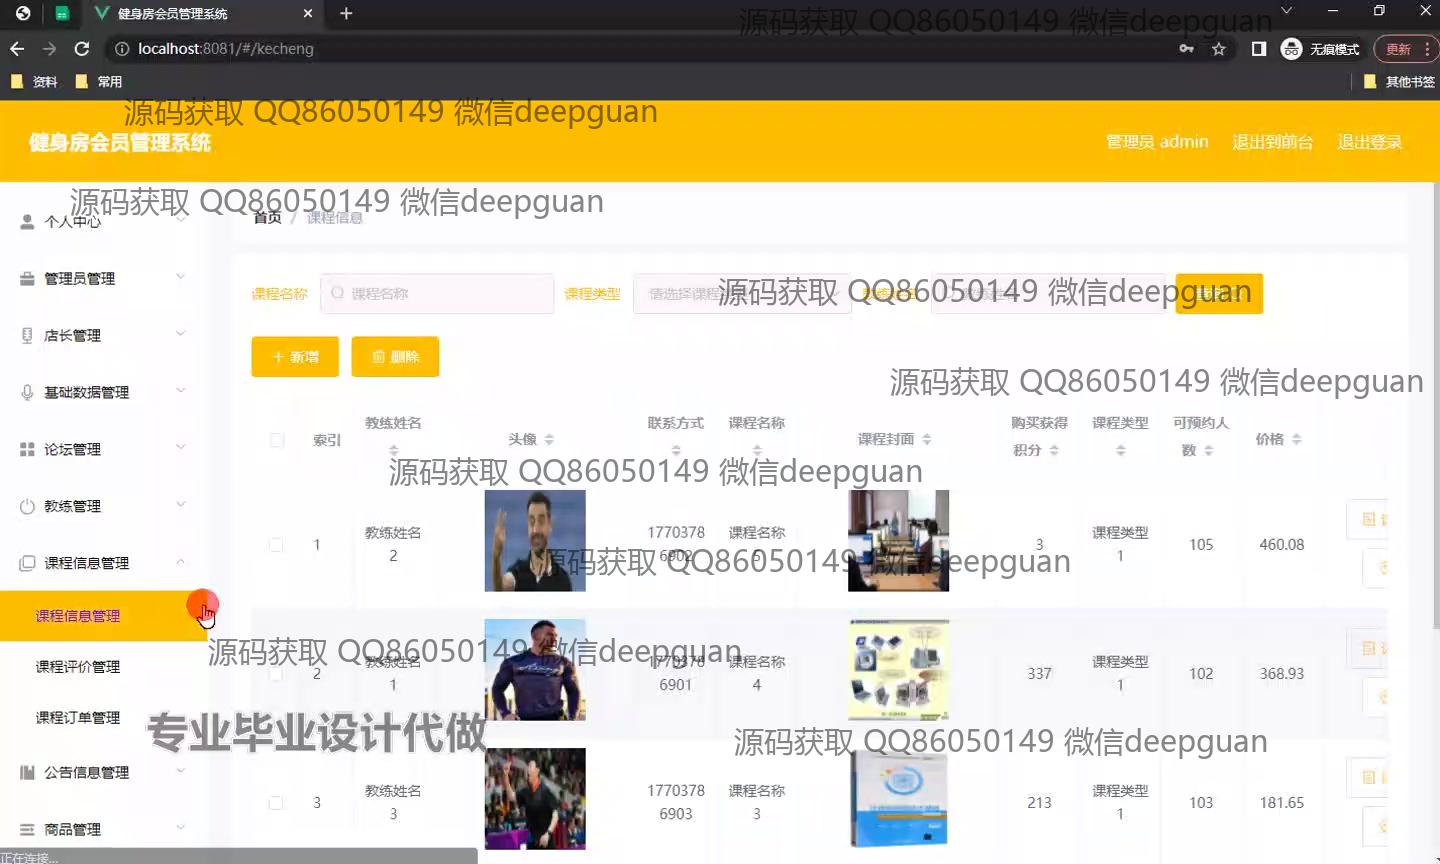 健身房会员管理系统
localhost:8081/#/kecheng
无痕模式
更新
资料
常用
其他书签
源码获取 QQ86050149 微信deepguan
源码获取 QQ86050149 微信deepguan
健身房会员管理系统
管理员 admin
退出到前台
退出登录
源码获取 QQ86050149 微信deepguan
个人中心
首页 / 课程信息
管理员管理
课程名称
课程名称
课程类型
请选择课程
源码获取 QQ86050149 微信deepguan
店长管理
新增
删除
基础数据管理
源码获取 QQ86050149 微信deepguan
索引
教练姓名
头像
联系方式
课程名称
课程封面
购买获得积分
课程类型
可预约人数
价格
论坛管理
源码获取 QQ86050149 微信deepguan
教练管理
1
教练姓名2
17703786902
课程名称5
3
课程类型1
105
460.08
课程信息管理
源码获取 QQ86050149 微信deepguan
课程信息管理
源码获取 QQ86050149 微信deepguan
课程评价管理
2
教练姓名1
17703786901
课程名称4
337
课程类型1
102
368.93
课程订单管理
专业毕业设计代做
源码获取 QQ86050149 微信deepguan
公告信息管理
3
教练姓名3
17703786903
课程名称3
213
课程类型1
103
181.65
商品管理
正在连接...